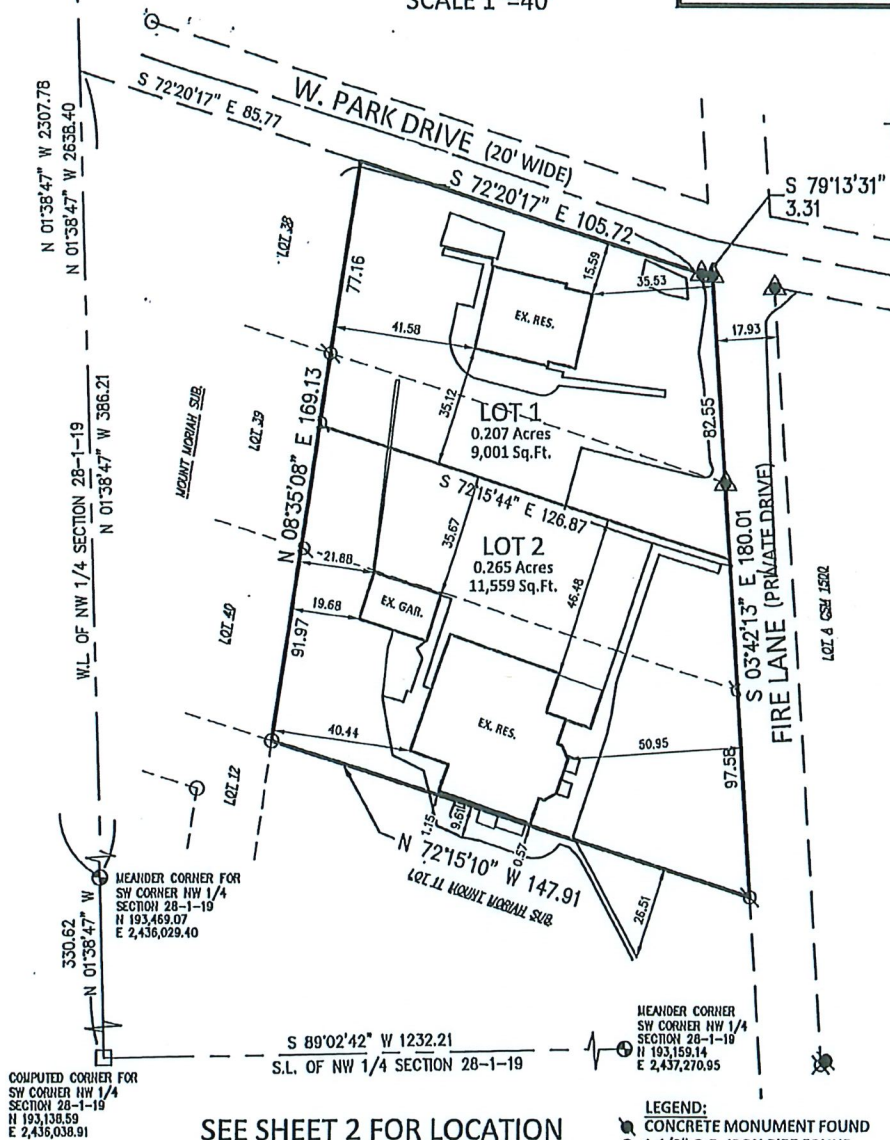 SCALE 1"=40'
W. PARK DRIVE (20' WIDE)
S 72°20'17" E 85.77
S 72°20'17" E 105.72
S 79°13'31"
3.31
N 01°38'47" W 2307.78
N 01°38'47" W 2638.40
LOT 38
77.16
15.59
35.53
17.93
EX. RES.
41.58
35.12
82.55
LOT 1
0.207 Acres
9,001 Sq.Ft.
N 08°35'08" E 169.13
MOUNT MORIAH SUB.
LOT 39
W.L. OF NW 1/4 SECTION 28-1-19
N 01°38'47" W 386.21
S 72°15'44" E 126.87
35.67
LOT 2
0.265 Acres
11,559 Sq.Ft.
21.88
46.48
19.68
EX. GAR.
LOT 40
91.97
S 03°42'13" E 180.01
FIRE LANE (PRIVATE DRIVE)
LOT 4 CSM 1502
EX. RES.
40.44
50.95
97.58
LOT 12
1.15
9.61
0.57
N 72°15'10" W 147.91
LOT 11 MOUNT MORIAH SUB.
26.51
MEANDER CORNER FOR
SW CORNER NW 1/4
SECTION 28-1-19
N 193,469.07
E 2,436,029.40
330.62
N 01°38'47" W
S 89°02'42" W 1232.21
S.L. OF NW 1/4 SECTION 28-1-19
MEANDER CORNER
SW CORNER NW 1/4
SECTION 28-1-19
N 193,159.14
E 2,437,270.95
COMPUTED CORNER FOR
SW CORNER NW 1/4
SECTION 28-1-19
N 193,138.59
E 2,436,038.91
SEE SHEET 2 FOR LOCATION
LEGEND:
CONCRETE MONUMENT FOUND